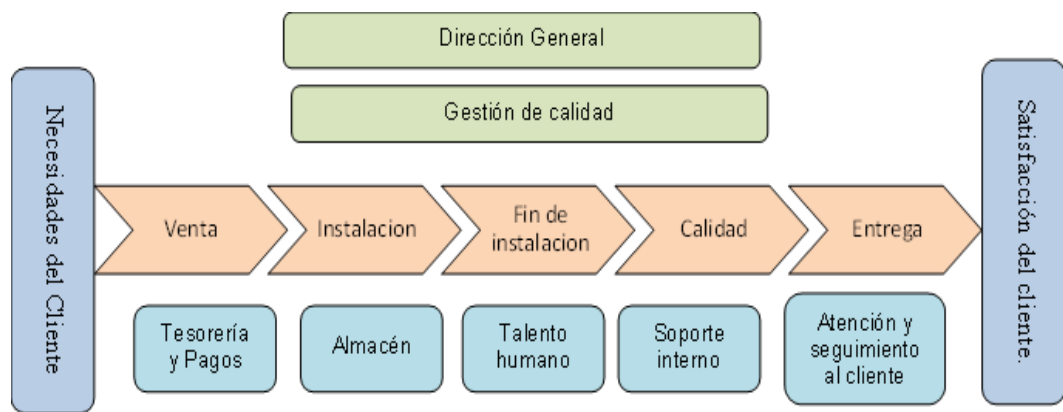 Dirección General
Gestión de calidad
Necesidades del Cliente
Venta
Instalacion
Fin de
instalacion
Calidad
Entrega
Satisfacción del cliente.
Tesorería
y Pagos
Almacén
Talento
humano
Soporte
interno
Atención y
seguimiento
al cliente